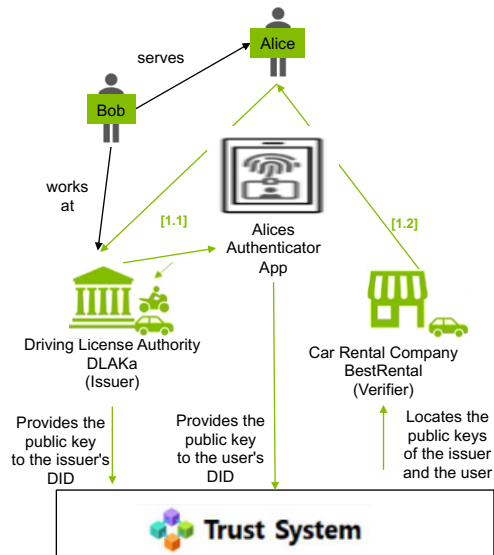 Alice
serves
Bob
works
at
[1.1]
[1.2]
Alices
Authenticator
App
Driving License Authority
DLAKa
(Issuer)
Car Rental Company
BestRental
(Verifier)
Provides the
public key
to the issuer's
DID
Provides the
public key
to the user's
DID
Locates the
public keys
of the issuer
and the user
Trust System